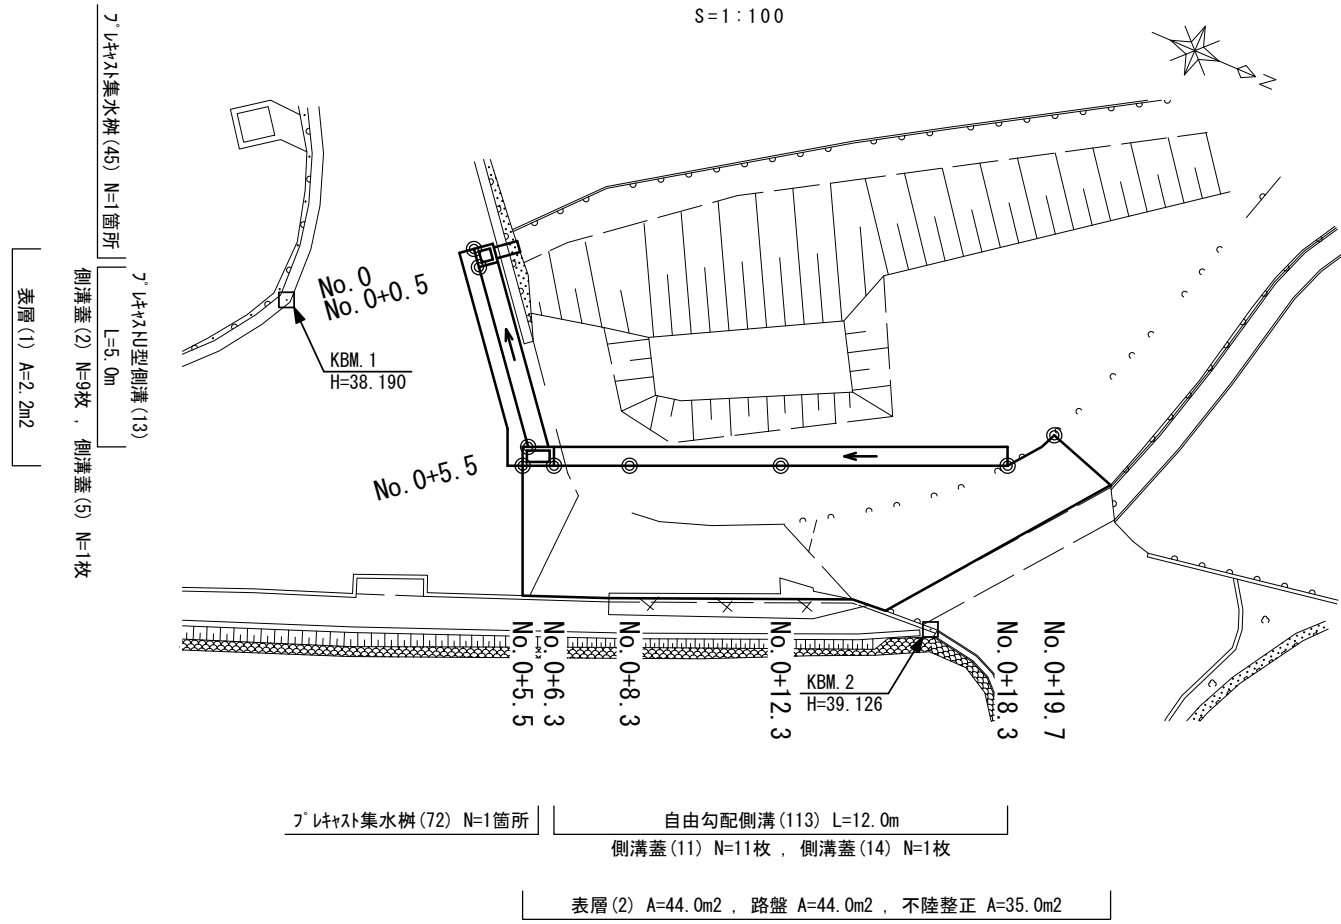 S=1:100
N
プレキャスト集水桝(45) N=1箇所
プレキャストU型側溝(13)
L=5.0m
側溝蓋(2) N=9枚 , 側溝蓋(5) N=1枚
表層(1) A=2.2m2
No.0
No.0+0.5
KBM.1
H=38.190
No.0+5.5
No.0+5.5
No.0+6.3
No.0+8.3
No.0+12.3
KBM.2
H=39.126
No.0+18.3
No.0+19.7
プレキャスト集水桝(72) N=1箇所
自由勾配側溝(113) L=12.0m
側溝蓋(11) N=11枚 , 側溝蓋(14) N=1枚
表層(2) A=44.0m2 , 路盤 A=44.0m2 , 不陸整正 A=35.0m2